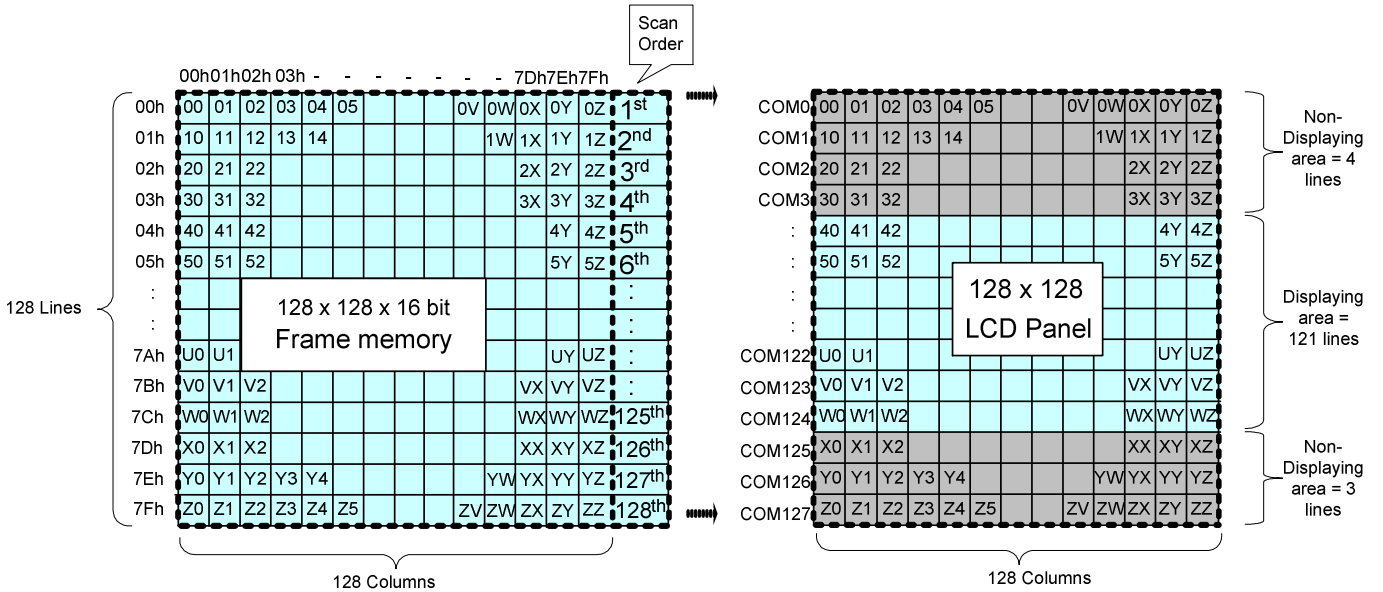 Scan
Order
00h 01h 02h 03h - - - - - - - 7Dh 7Eh 7Fh
00h 00 01 02 03 04 05 0V 0W 0X 0Y 0Z 1st
01h 10 11 12 13 14 1W 1X 1Y 1Z 2nd
02h 20 21 22 2X 2Y 2Z 3rd
03h 30 31 32 3X 3Y 3Z 4th
04h 40 41 42 4Y 4Z 5th
05h 50 51 52 5Y 5Z 6th
: :
: :
7Ah U0 U1 UY UZ :
7Bh V0 V1 V2 VX VY VZ :
7Ch W0 W1 W2 WX WY WZ 125th
7Dh X0 X1 X2 XX XY XZ 126th
7Eh Y0 Y1 Y2 Y3 Y4 YW YX YY YZ 127th
7Fh Z0 Z1 Z2 Z3 Z4 Z5 ZV ZW ZX ZY ZZ 128th
128 Lines
128 x 128 x 16 bit
Frame memory
128 Columns
COM0 00 01 02 03 04 05 0V 0W 0X 0Y 0Z
COM1 10 11 12 13 14 1W 1X 1Y 1Z
COM2 20 21 22 2X 2Y 2Z
COM3 30 31 32 3X 3Y 3Z
: 40 41 42 4Y 4Z
: 50 51 52 5Y 5Z
:
:
COM122 U0 U1 UY UZ
COM123 V0 V1 V2 VX VY VZ
COM124 W0 W1 W2 WX WY WZ
COM125 X0 X1 X2 XX XY XZ
COM126 Y0 Y1 Y2 Y3 Y4 YW YX YY YZ
COM127 Z0 Z1 Z2 Z3 Z4 Z5 ZV ZW ZX ZY ZZ
128 x 128
LCD Panel
128 Columns
Non-
Displaying
area = 4
lines
Displaying
area =
121 lines
Non-
Displaying
area = 3
lines